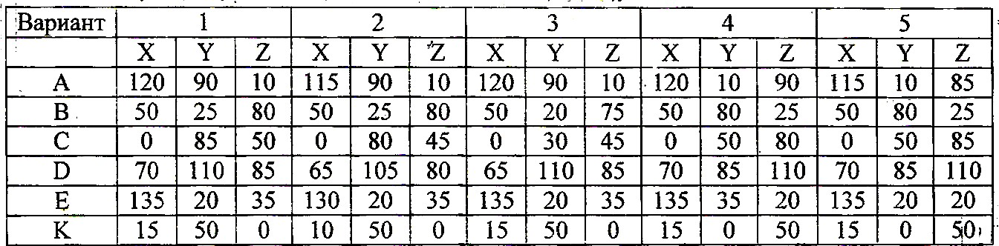 Вариант 1 2 3 4 5
X Y Z X Y Z X Y Z X Y Z X Y Z
A 120 90 10 115 90 10 120 90 10 120 10 90 115 10 85
B 50 25 80 50 25 80 50 20 75 50 80 25 50 80 25
C 0 85 50 0 80 45 0 30 45 0 50 80 0 50 85
D 70 110 85 65 105 80 65 110 85 70 85 110 70 85 110
E 135 20 35 130 20 35 135 20 35 135 35 20 135 20 20
K 15 50 0 10 50 0 15 50 0 15 0 50 15 0 50